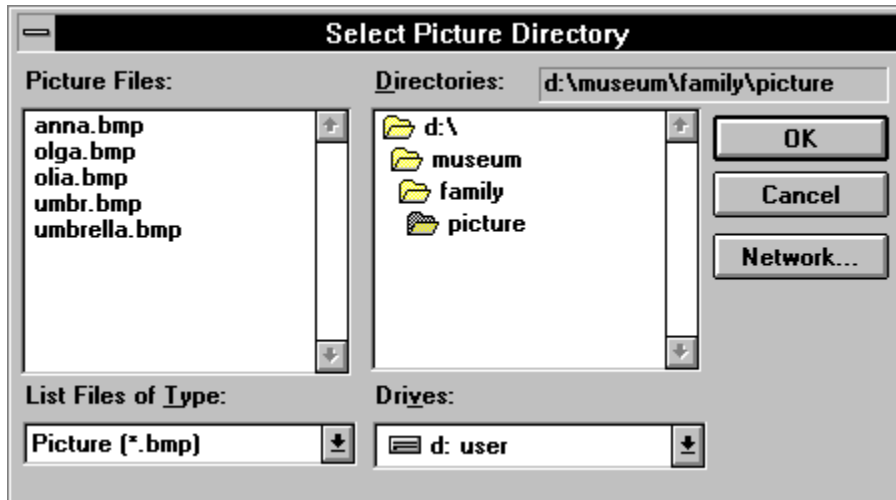 Select Picture Directory
Picture Files:
anna.bmp
olga.bmp
olia.bmp
umbr.bmp
umbrella.bmp
List Files of Type:
Picture (*.bmp)
Directories:
d:\museum\family\picture
d:\
museum
family
picture
Drives:
d: user
OK
Cancel
Network...